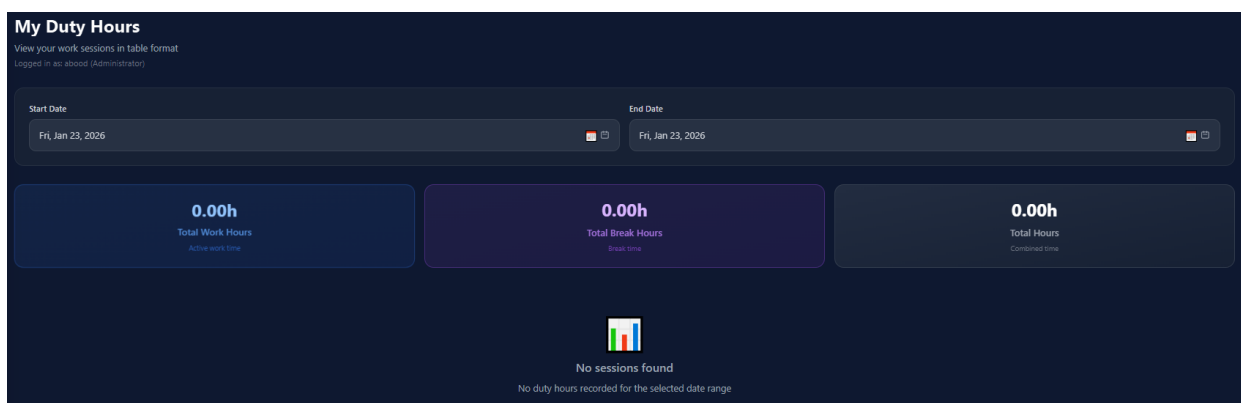 My Duty Hours
View your work sessions in table format
Logged in as: abood (Administrator)
Start Date
End Date
Fri, Jan 23, 2026
Fri, Jan 23, 2026
0.00h
Total Work Hours
Active work time
0.00h
Total Break Hours
Break time
0.00h
Total Hours
Combined time
No sessions found
No duty hours recorded for the selected date range